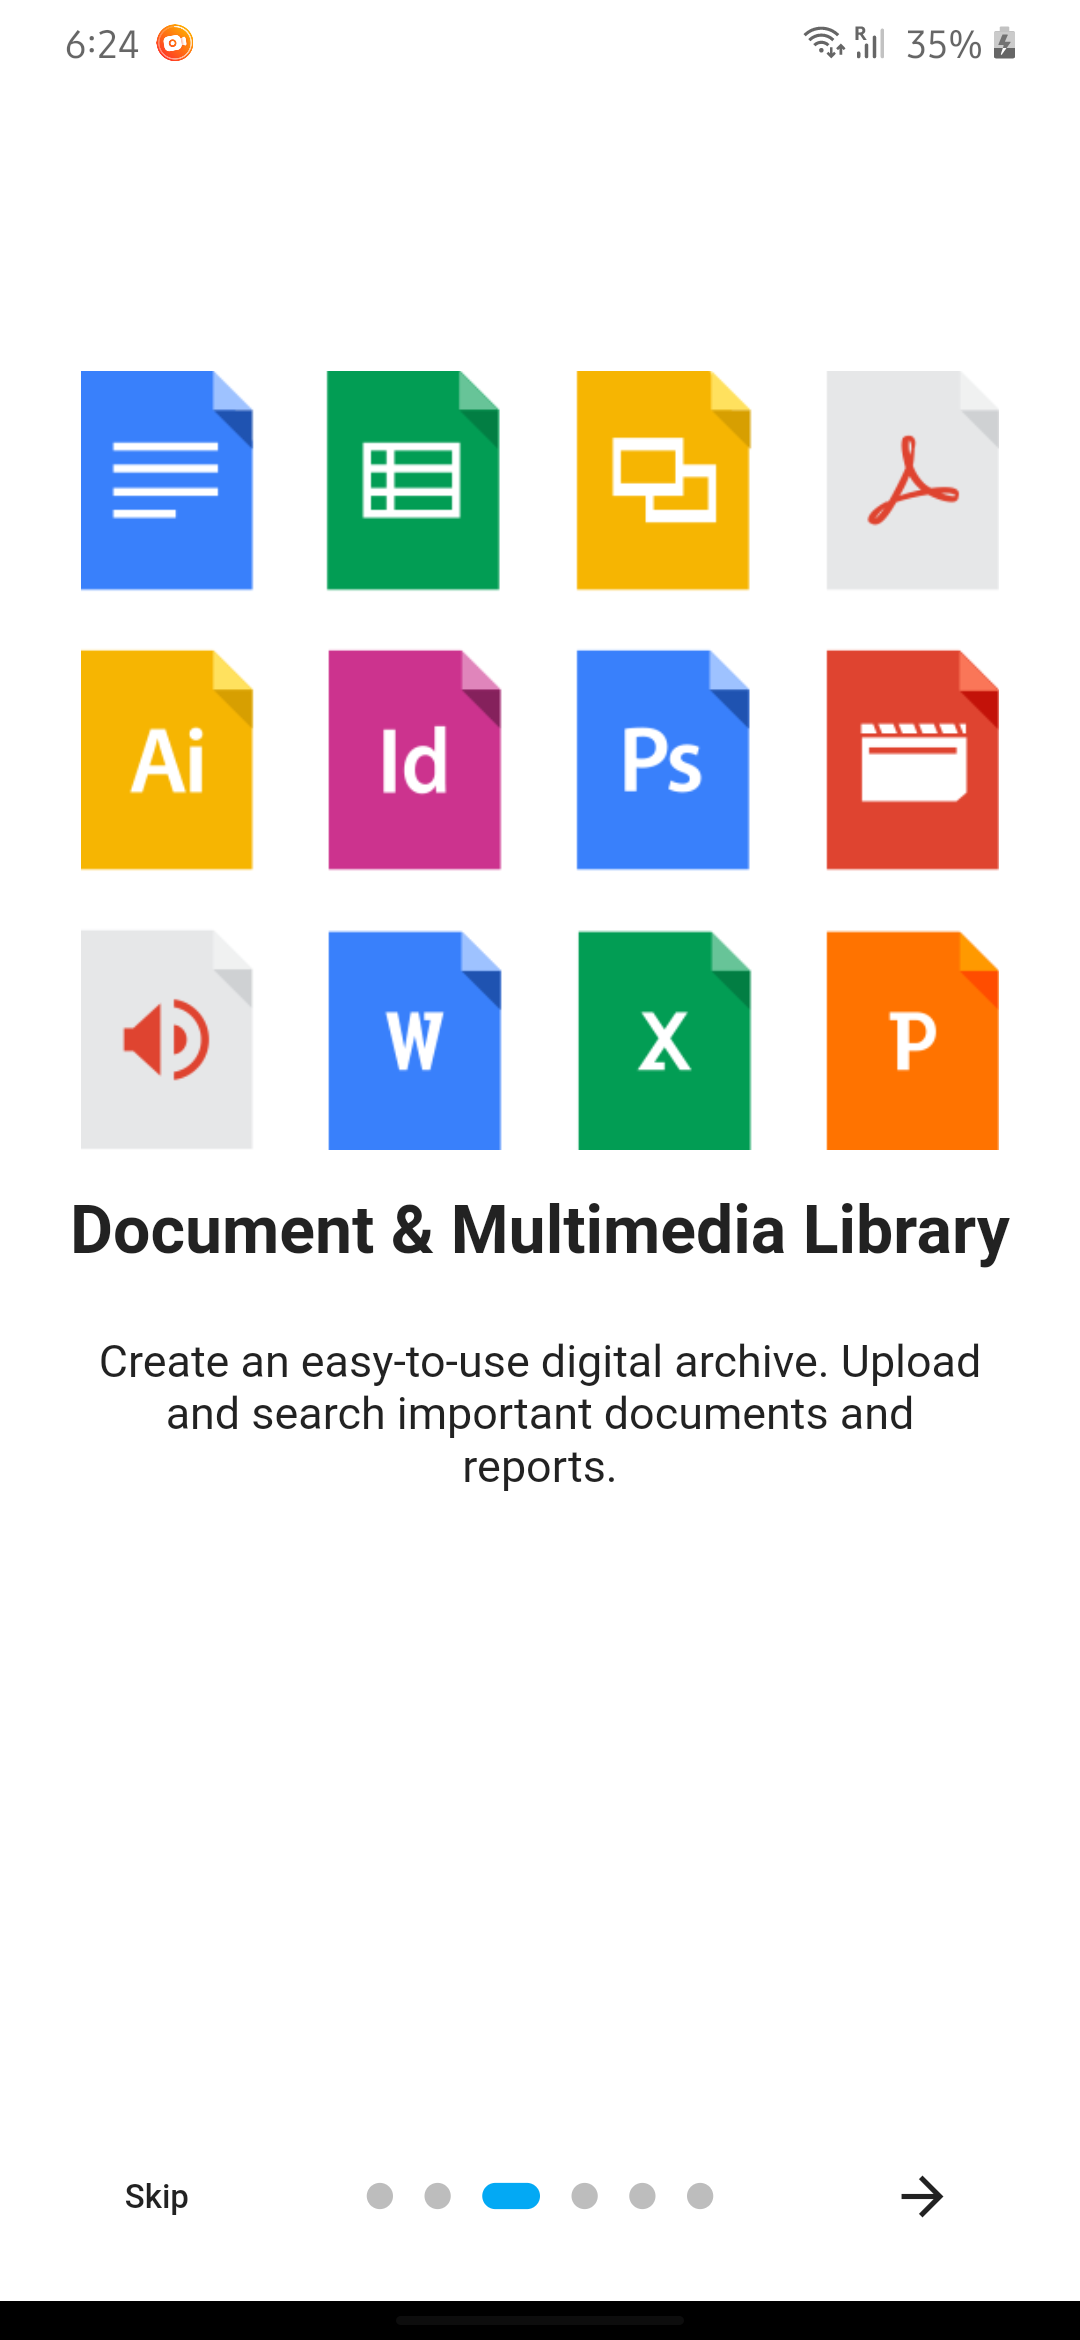 6:24
R 35%
Ai Id Ps
W X P
Document & Multimedia Library
Create an easy-to-use digital archive. Upload
and search important documents and
reports.
Skip